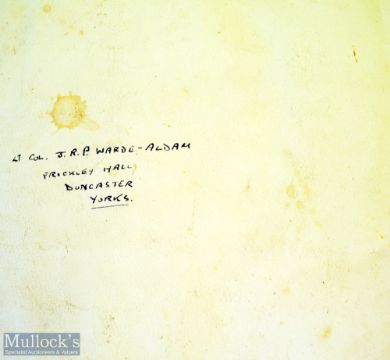 Lt Col. J.R.P WARDE-ALDAM
FRICKLEY HALL
DONCASTER
YORKS.
Mullock's
Specialist Auctioneers & Valuers